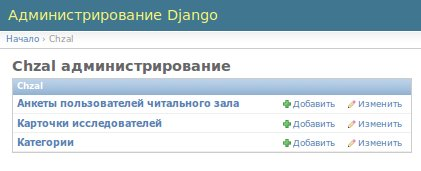 Администрирование Django
Начало › Chzal
Chzal администрирование
Chzal
Анкеты пользователей читального зала Добавить Изменить
Карточки исследователей Добавить Изменить
Категории Добавить Изменить